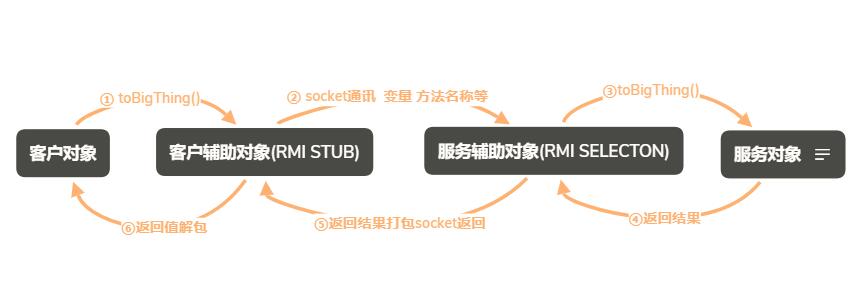 ① toBigThing()
② socket通讯 变量 方法名称等
③toBigThing()
客户对象
客户辅助对象(RMI STUB)
服务辅助对象(RMI SELECTON)
服务对象
⑥返回值解包
⑤返回结果打包socket返回
④返回结果